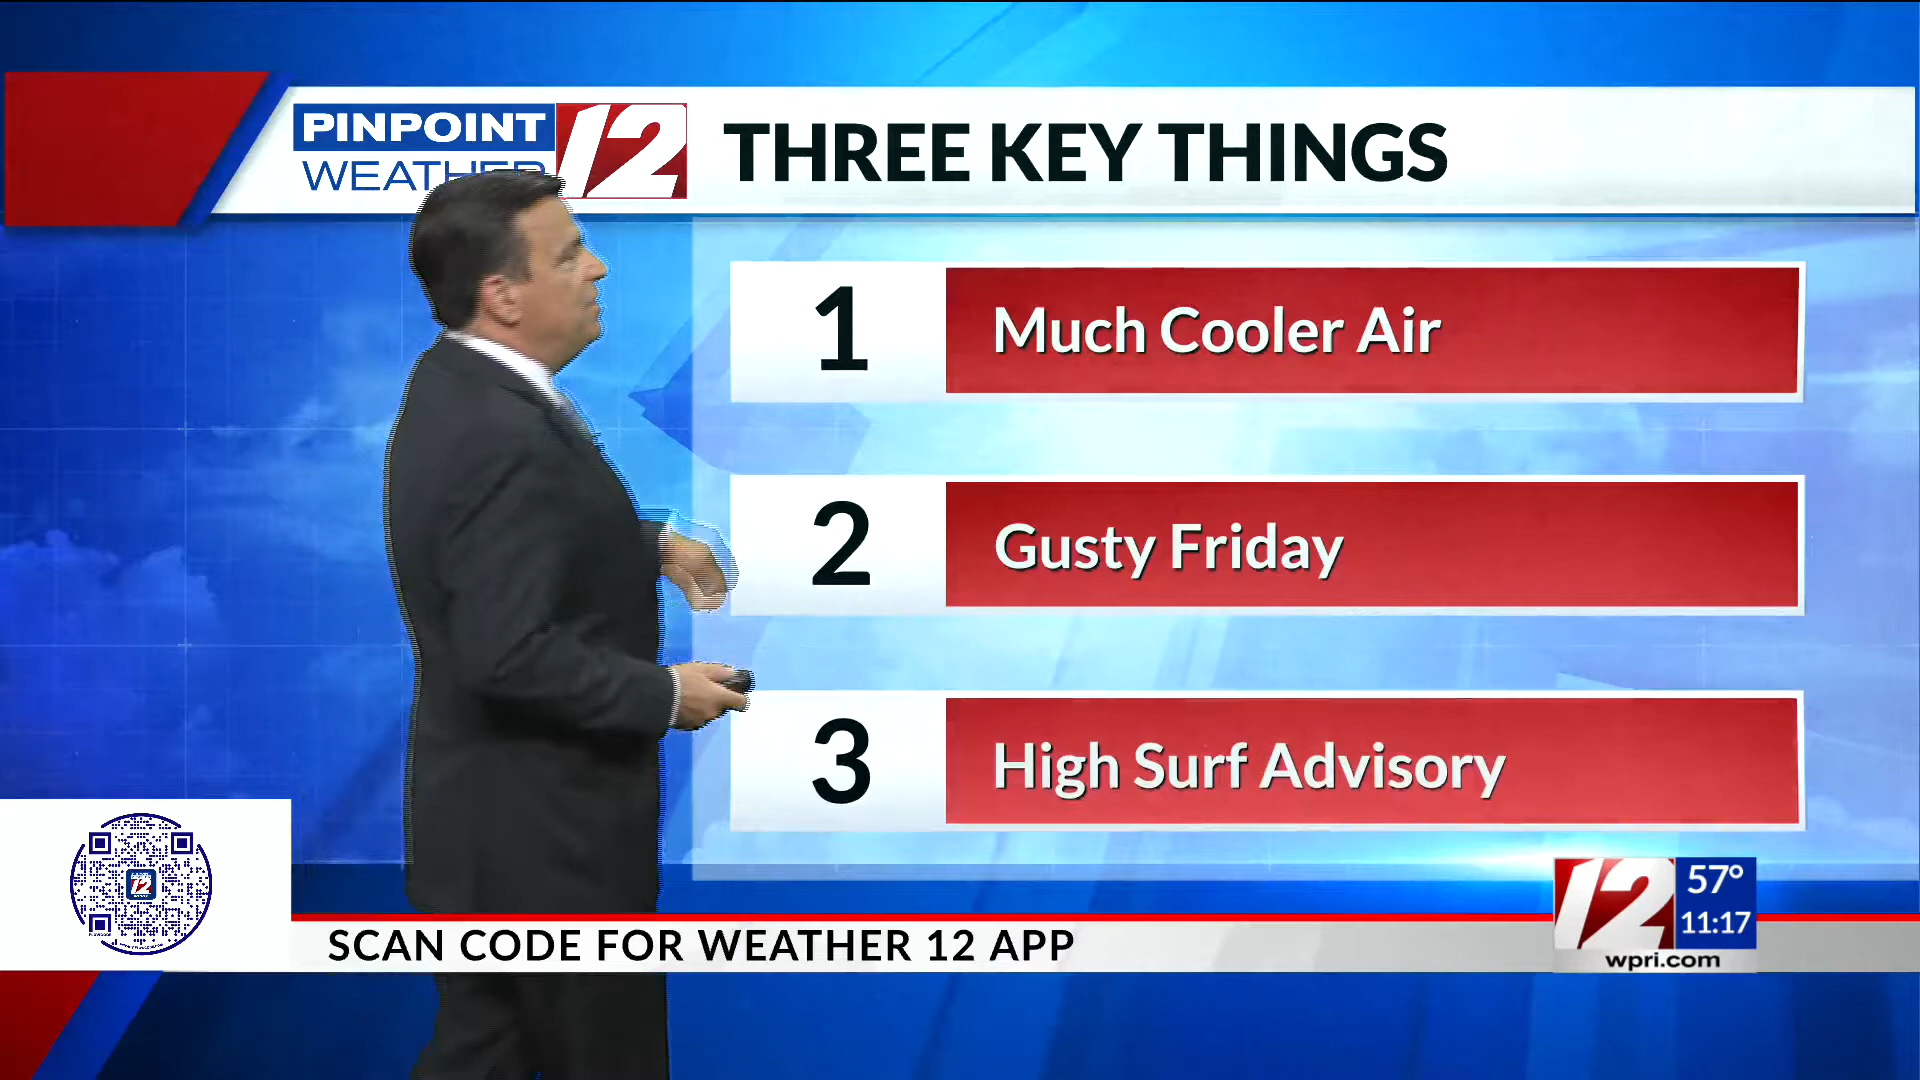 PINPOINT
WEATHER
12
THREE KEY THINGS
1
Much Cooler Air
2
Gusty Friday
3
High Surf Advisory
12
SCAN CODE FOR WEATHER 12 APP
12
57°
11:17
wpri.com